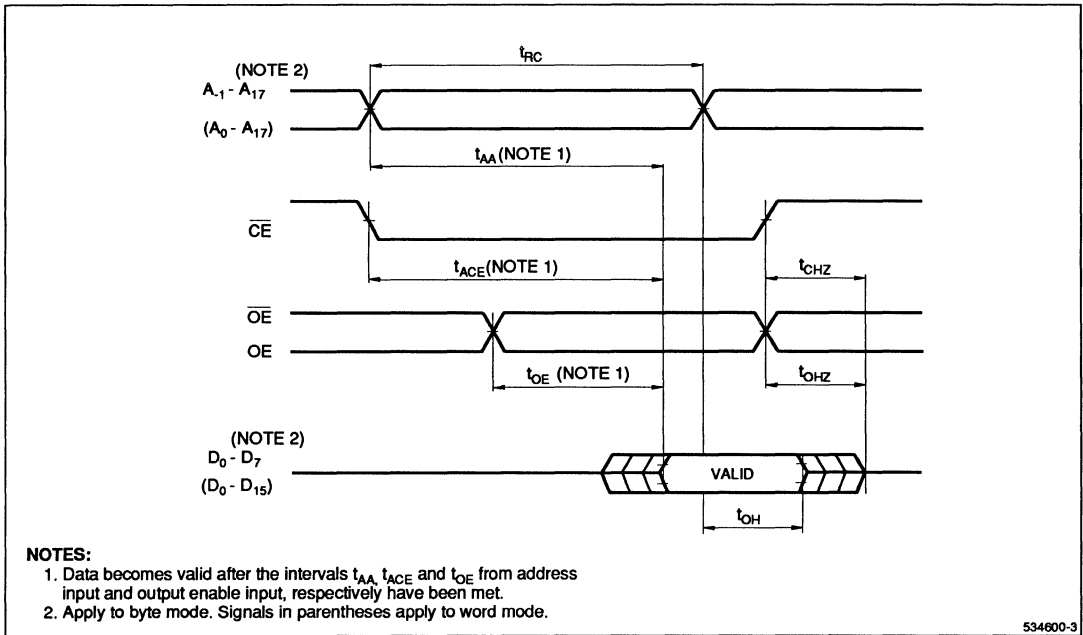 t_RC
(NOTE 2)
A_-1 - A_17
(A_0 - A_17)
t_AA (NOTE 1)
C̅E̅
t_ACE (NOTE 1)
t_CHZ
O̅E̅
OE
t_OE (NOTE 1)
t_OHZ
(NOTE 2)
D_0 - D_7
(D_0 - D_15)
VALID
t_OH
NOTES:
1. Data becomes valid after the intervals t_AA, t_ACE and t_OE from address
input and output enable input, respectively have been met.
2. Apply to byte mode. Signals in parentheses apply to word mode.
534600-3